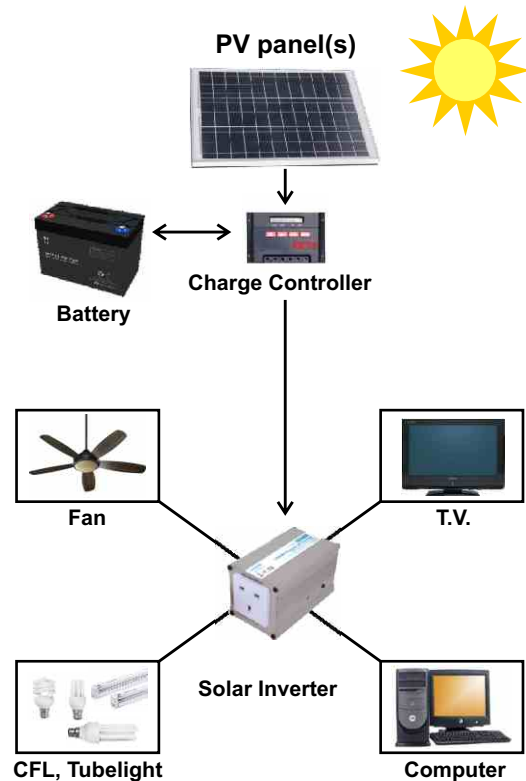 PV panel(s)
Battery
Charge Controller
Fan
T.V.
Solar Inverter
CFL, Tubelight
Computer